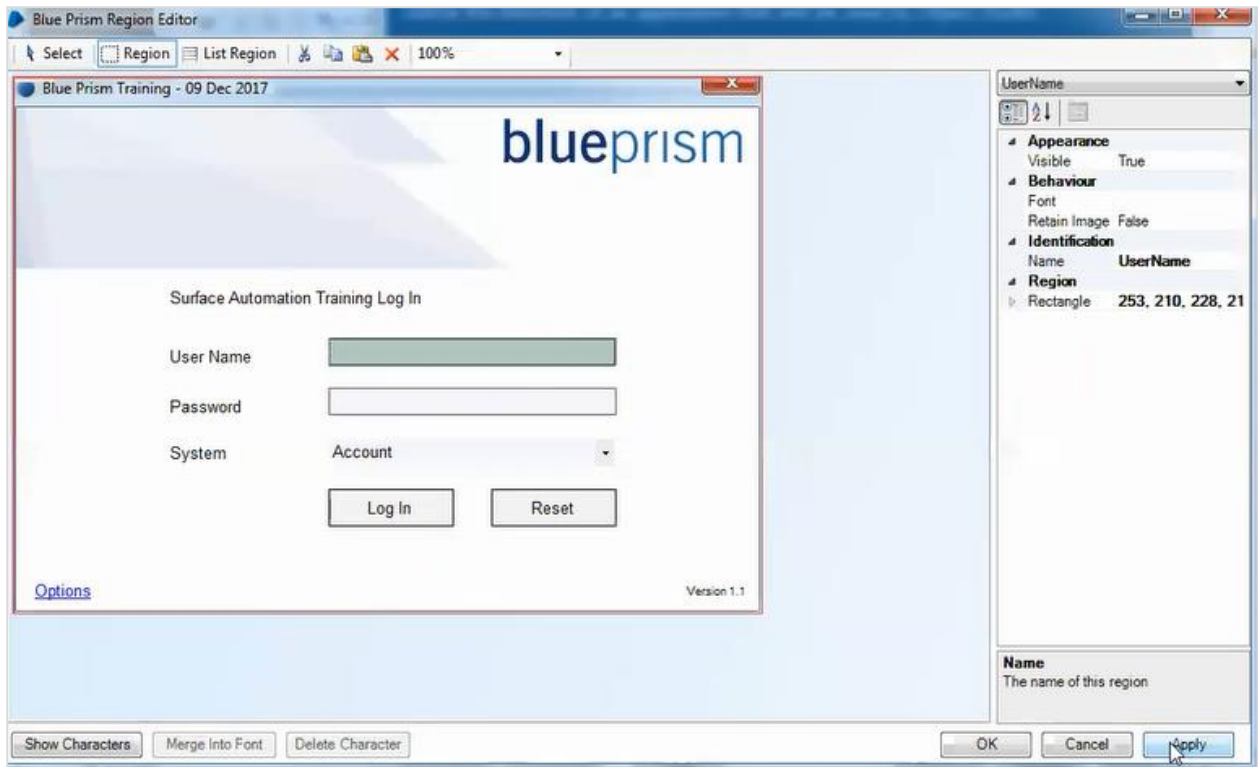 Blue Prism Region Editor
Select Region List Region 100%
Blue Prism Training - 09 Dec 2017
blueprism
Surface Automation Training Log In
User Name
Password
System Account
Log In Reset
Options Version 1.1
UserName
Appearance
Visible True
Behaviour
Font
Retain Image False
Identification
Name UserName
Region
Rectangle 253, 210, 228, 21
Name
The name of this region
Show Characters Merge Into Font Delete Character OK Cancel Apply